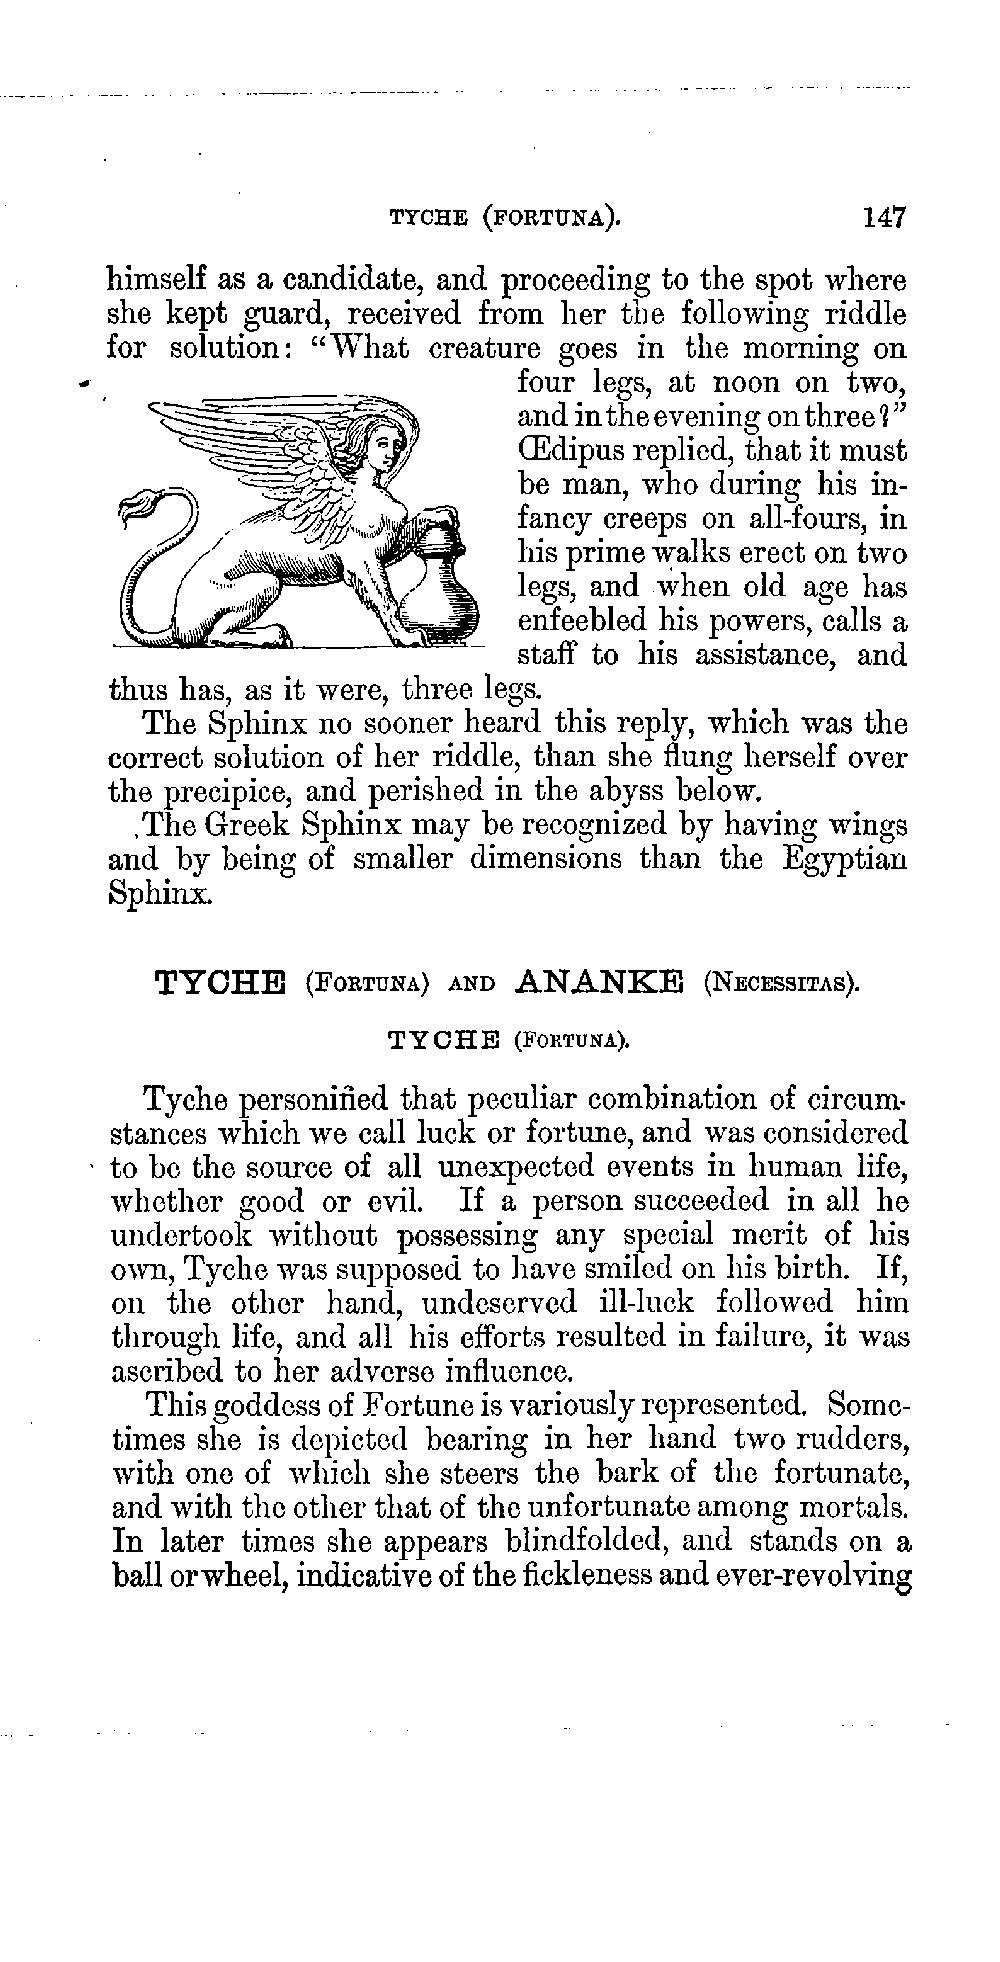 TYCHE (FORTUNA). 147
himself as a candidate, and proceeding to the spot where
she kept guard, received from her the following riddle
for solution: “What creature goes in the morning on
four legs, at noon on two,
and in the evening on three?”
Œdipus replied, that it must
be man, who during his in-
fancy creeps on all-fours, in
his prime walks erect on two
legs, and when old age has
enfeebled his powers, calls a
staff to his assistance, and
thus has, as it were, three legs.
The Sphinx no sooner heard this reply, which was the
correct solution of her riddle, than she flung herself over
the precipice, and perished in the abyss below.
The Greek Sphinx may be recognized by having wings
and by being of smaller dimensions than the Egyptian
Sphinx.
TYCHE (FORTUNA) AND ANANKE (NECESSITAS).
TYCHE (FORTUNA).
Tyche personified that peculiar combination of circum-
stances which we call luck or fortune, and was considered
to be the source of all unexpected events in human life,
whether good or evil. If a person succeeded in all he
undertook without possessing any special merit of his
own, Tyche was supposed to have smiled on his birth. If,
on the other hand, undeserved ill-luck followed him
through life, and all his efforts resulted in failure, it was
ascribed to her adverse influence.
This goddess of Fortune is variously represented. Some-
times she is depicted bearing in her hand two rudders,
with one of which she steers the bark of the fortunate,
and with the other that of the unfortunate among mortals.
In later times she appears blindfolded, and stands on a
ball or wheel, indicative of the fickleness and ever-revolving